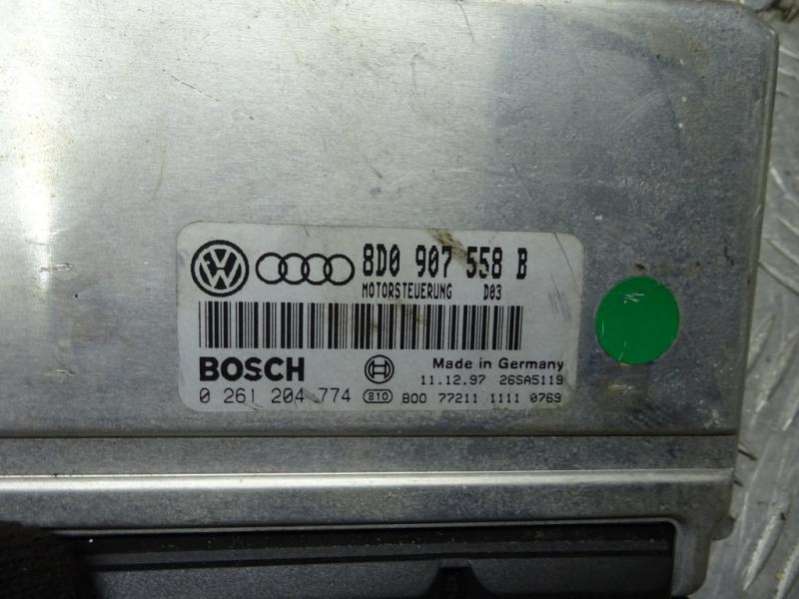 8D0 907 558 B
MOTORSTEUERUNG D03
BOSCH Made in Germany
11.12.97 26SA5119
0 261 204 774 210 800 77211 1111 0769